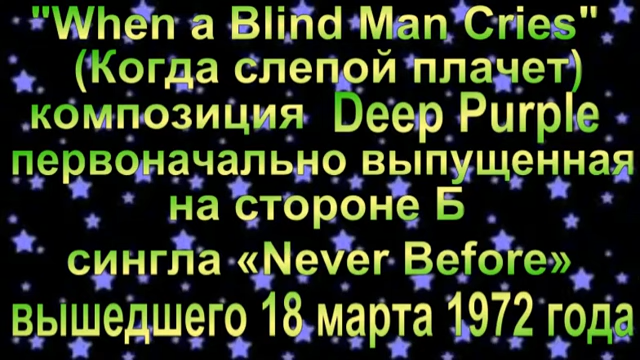 "When a Blind Man Cries"
(Когда слепой плачет)
композиция Deep Purple
первоначально выпущенная
на стороне Б
сингла «Never Before»
вышедшего 18 марта 1972 года